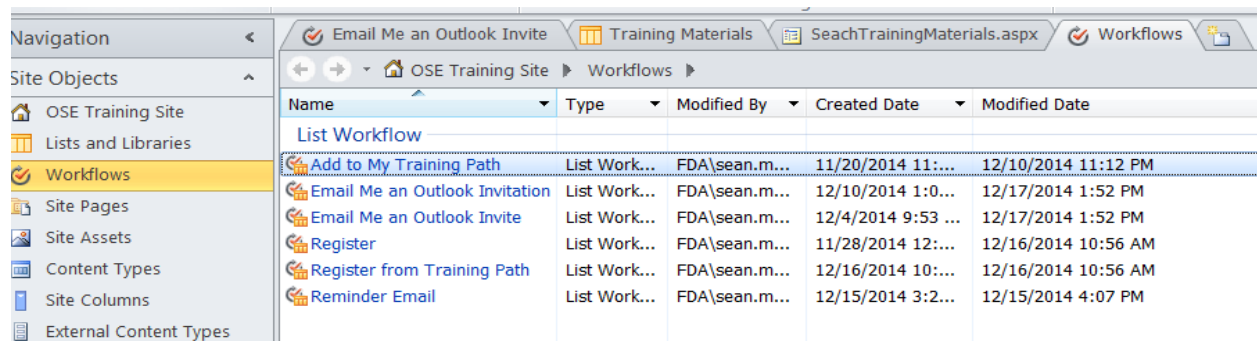 Navigation
Email Me an Outlook Invite Training Materials SeachTrainingMaterials.aspx Workflows
Site Objects
OSE Training Site Workflows
OSE Training Site
Lists and Libraries
Workflows
Site Pages
Site Assets
Content Types
Site Columns
External Content Types
Name Type Modified By Created Date Modified Date
List Workflow
Add to My Training Path List Work... FDA\sean.m... 11/20/2014 11:... 12/10/2014 11:12 PM
Email Me an Outlook Invitation List Work... FDA\sean.m... 12/10/2014 1:0... 12/17/2014 1:52 PM
Email Me an Outlook Invite List Work... FDA\sean.m... 12/4/2014 9:53 ... 12/17/2014 1:52 PM
Register List Work... FDA\sean.m... 11/28/2014 12:... 12/16/2014 10:56 AM
Register from Training Path List Work... FDA\sean.m... 12/16/2014 10:... 12/16/2014 10:56 AM
Reminder Email List Work... FDA\sean.m... 12/15/2014 3:2... 12/15/2014 4:07 PM